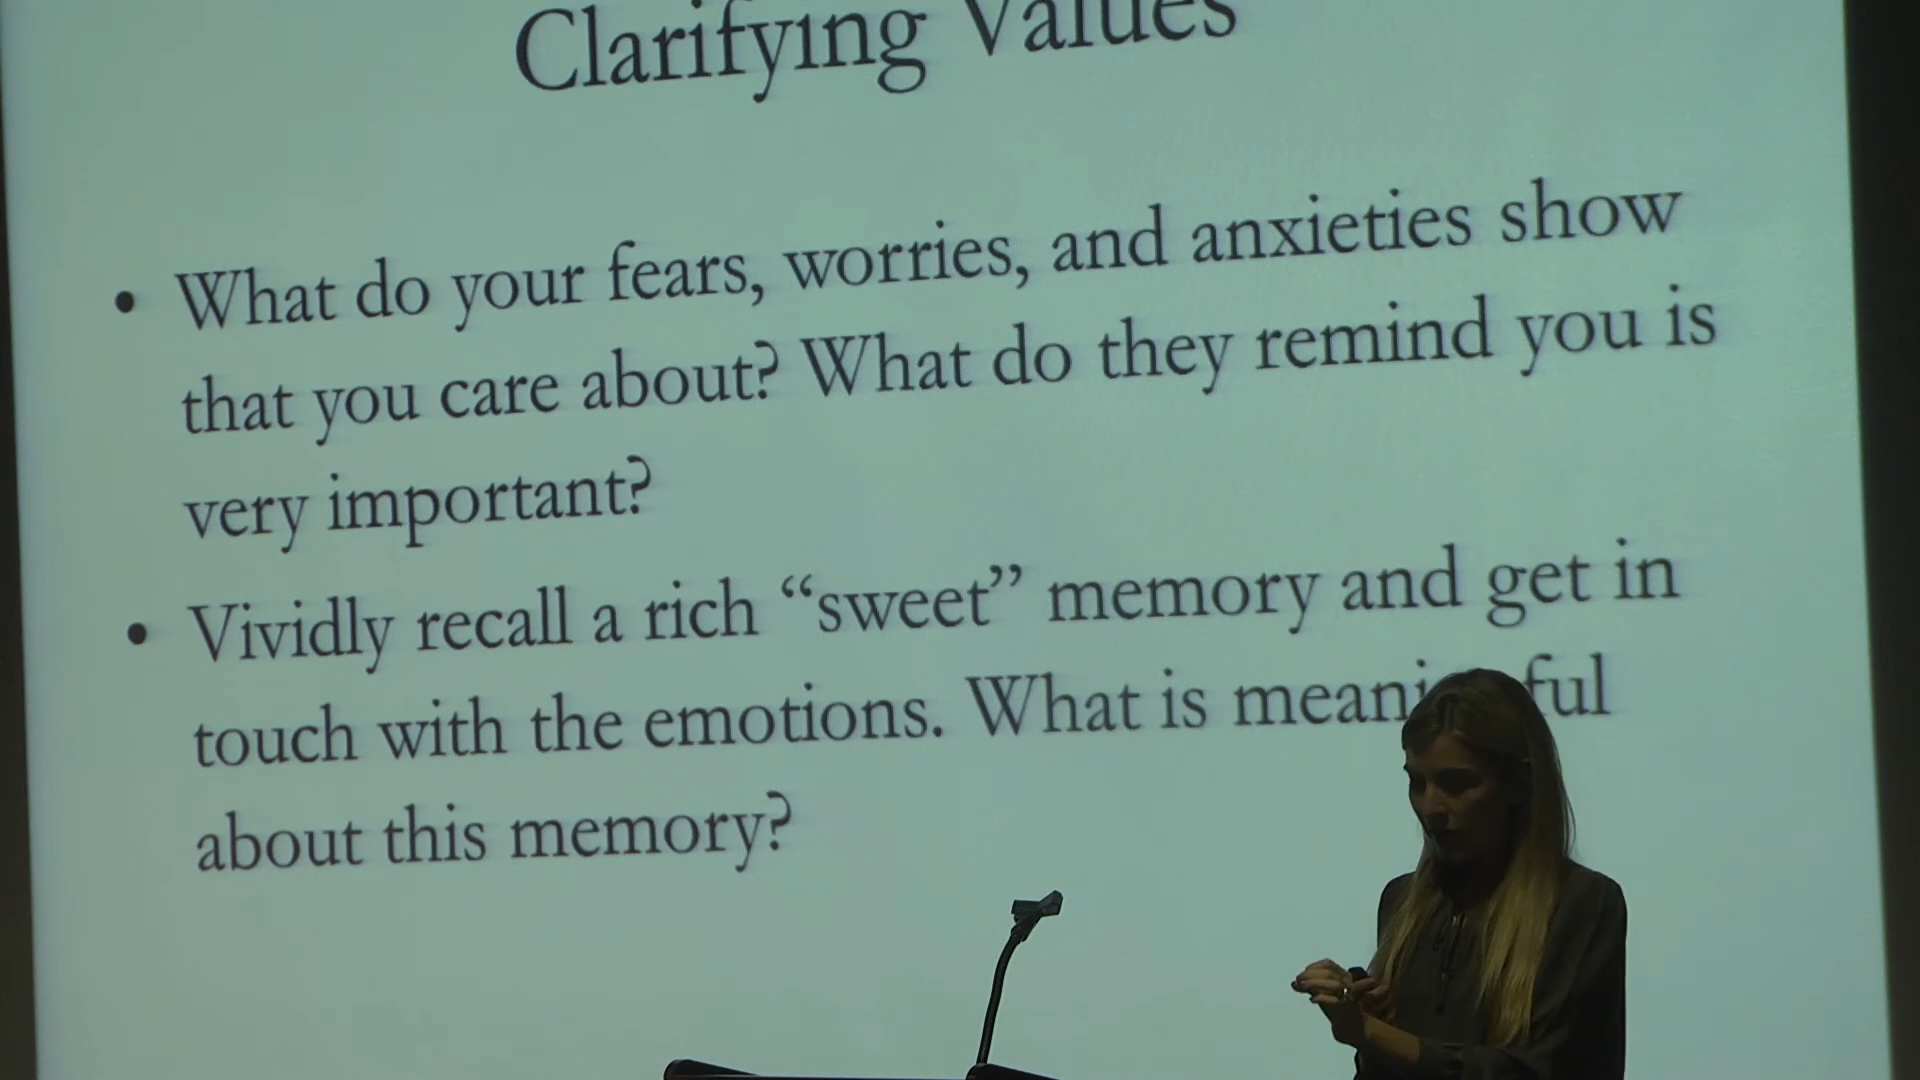 Clarifying Values
• What do your fears, worries, and anxieties show
that you care about? What do they remind you is
very important?
• Vividly recall a rich “sweet” memory and get in
touch with the emotions. What is
about this memory?